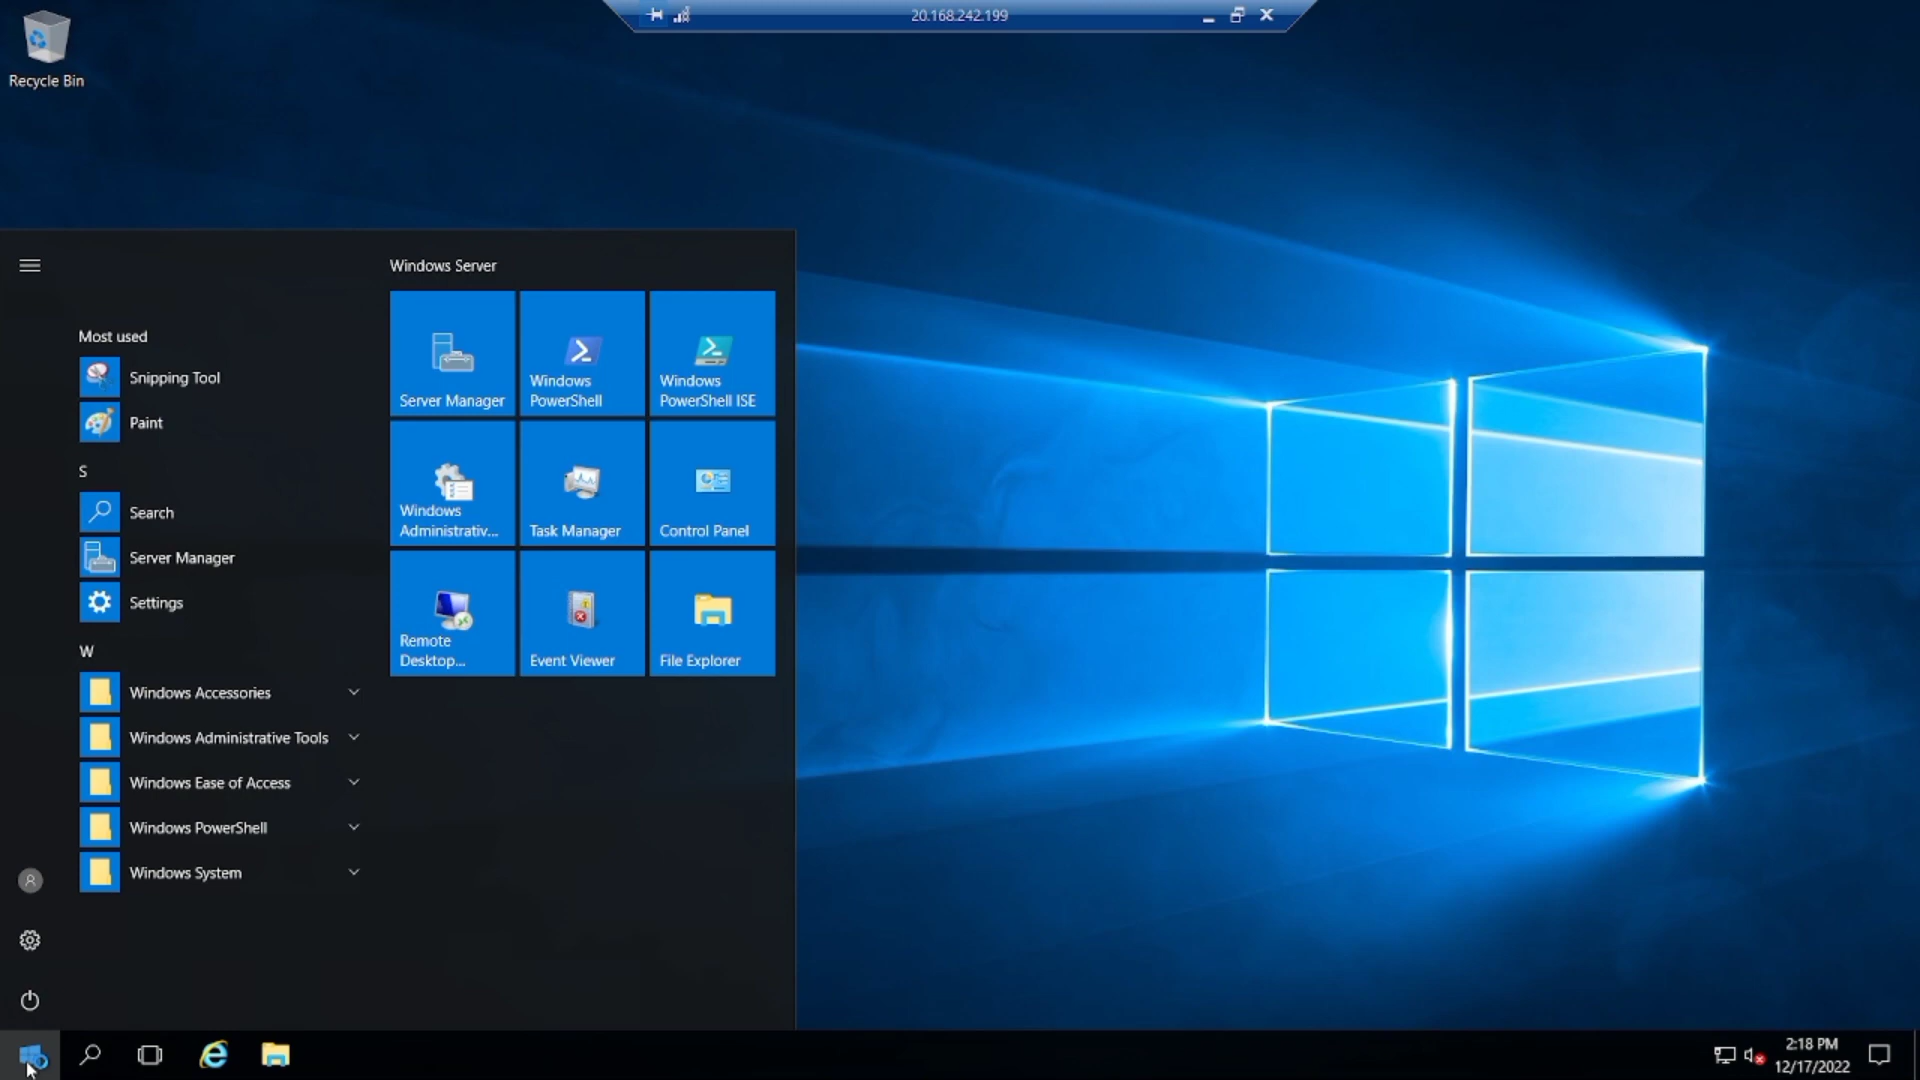 20.168.242.199
Recycle Bin
Windows Server
Most used
Snipping Tool
Paint
S
Search
Server Manager
Settings
W
Windows Accessories
Windows Administrative Tools
Windows Ease of Access
Windows PowerShell
Windows System
Server Manager
Windows
PowerShell
Windows
PowerShell ISE
Windows
Administrativ...
Task Manager
Control Panel
Remote
Desktop...
Event Viewer
File Explorer
2:18 PM
12/17/2022